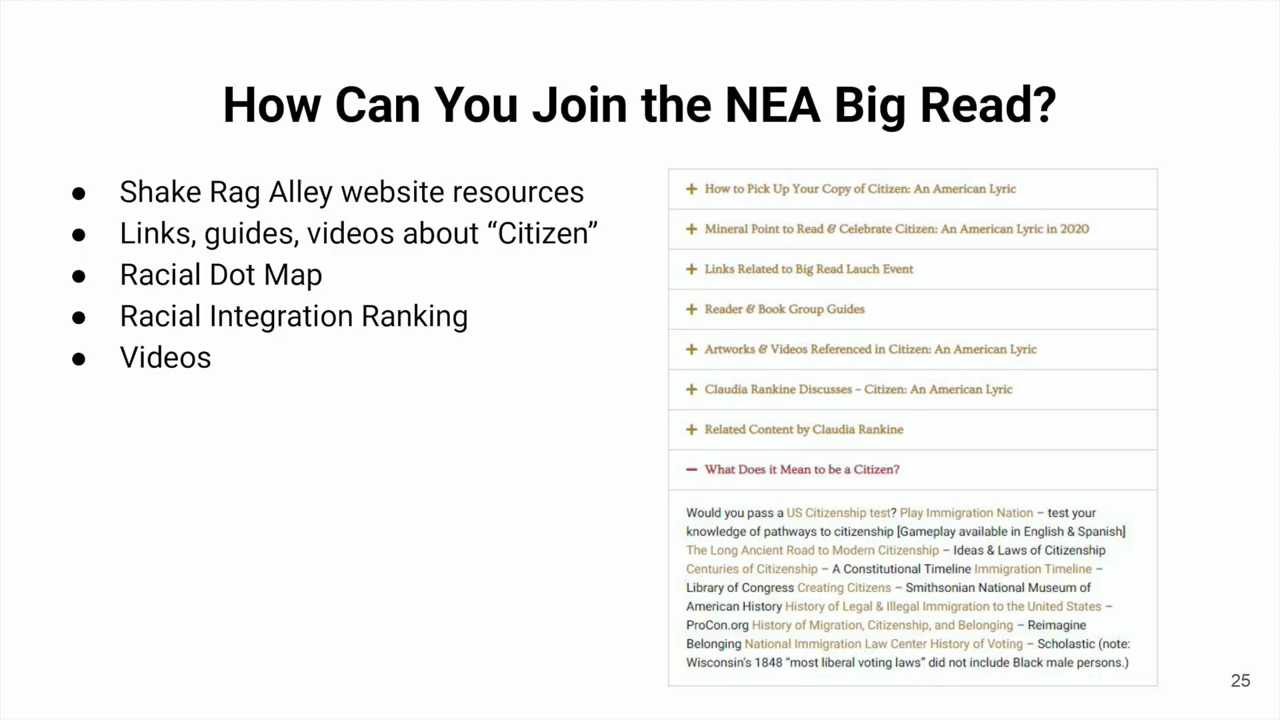 How Can You Join the NEA Big Read?
● Shake Rag Alley website resources
● Links, guides, videos about “Citizen”
● Racial Dot Map
● Racial Integration Ranking
● Videos
+ How to Pick Up Your Copy of Citizen: An American Lyric
+ Mineral Point to Read & Celebrate Citizen: An American Lyric in 2020
+ Links Related to Big Read Lauch Event
+ Reader & Book Group Guides
+ Artworks & Videos Referenced in Citizen: An American Lyric
+ Claudia Rankine Discusses – Citizen: An American Lyric
+ Related Content by Claudia Rankine
− What Does it Mean to be a Citizen?
Would you pass a US Citizenship test? Play Immigration Nation – test your
knowledge of pathways to citizenship [Gameplay available in English & Spanish]
The Long Ancient Road to Modern Citizenship – Ideas & Laws of Citizenship
Centuries of Citizenship – A Constitutional Timeline Immigration Timeline –
Library of Congress Creating Citizens – Smithsonian National Museum of
American History History of Legal & Illegal Immigration to the United States –
ProCon.org History of Migration, Citizenship, and Belonging – Reimagine
Belonging National Immigration Law Center History of Voting – Scholastic (note:
Wisconsin’s 1848 “most liberal voting laws” did not include Black male persons.)
25